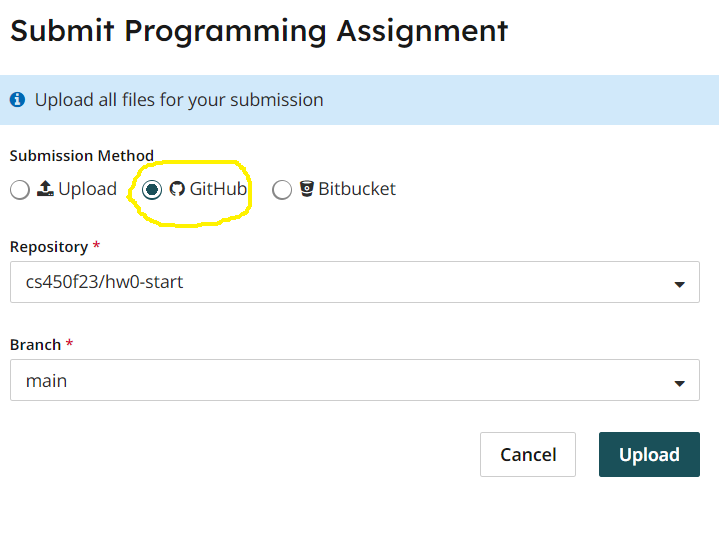 Submit Programming Assignment
Upload all files for your submission
Submission Method
Upload GitHub Bitbucket
Repository *
cs450f23/hw0-start
Branch *
main
Cancel Upload